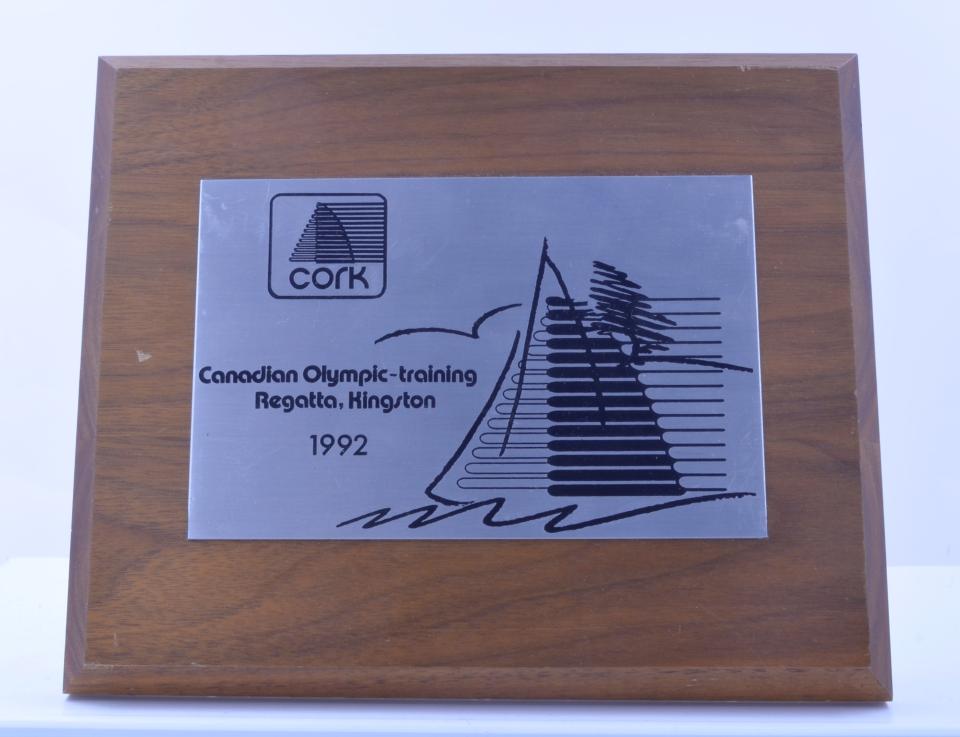 CORK
Canadian Olympic-training
Regatta, Kingston
1992